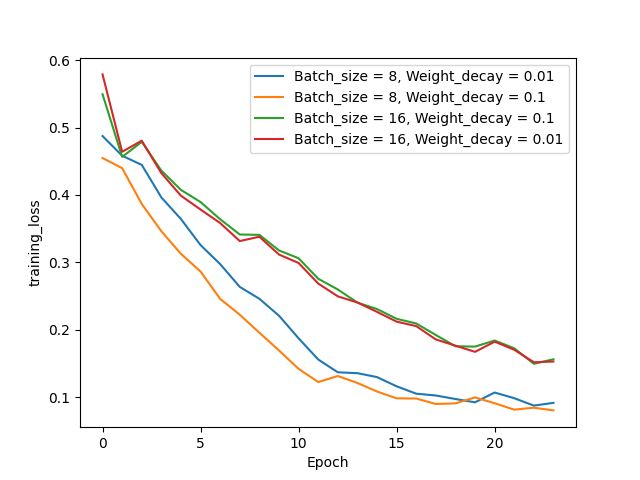 0.6
0.5
0.4
0.3
0.2
0.1
training_loss
Batch_size = 8, Weight_decay = 0.01
Batch_size = 8, Weight_decay = 0.1
Batch_size = 16, Weight_decay = 0.1
Batch_size = 16, Weight_decay = 0.01
0 5 10 15 20
Epoch